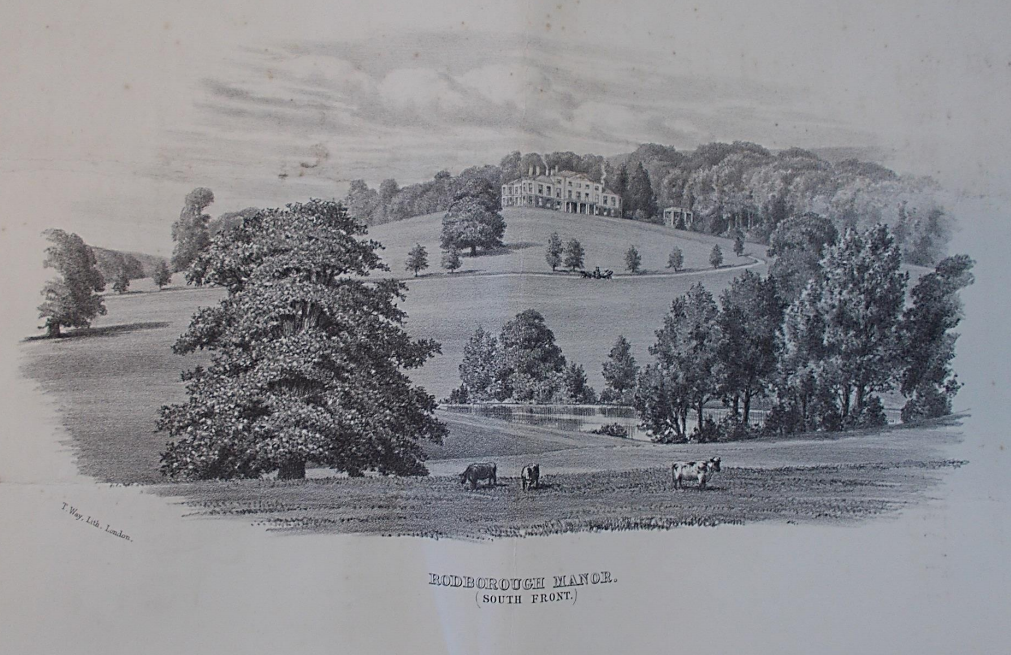 T. Way, Lith. London.
RODBOROUGH MANOR.
(SOUTH FRONT.)